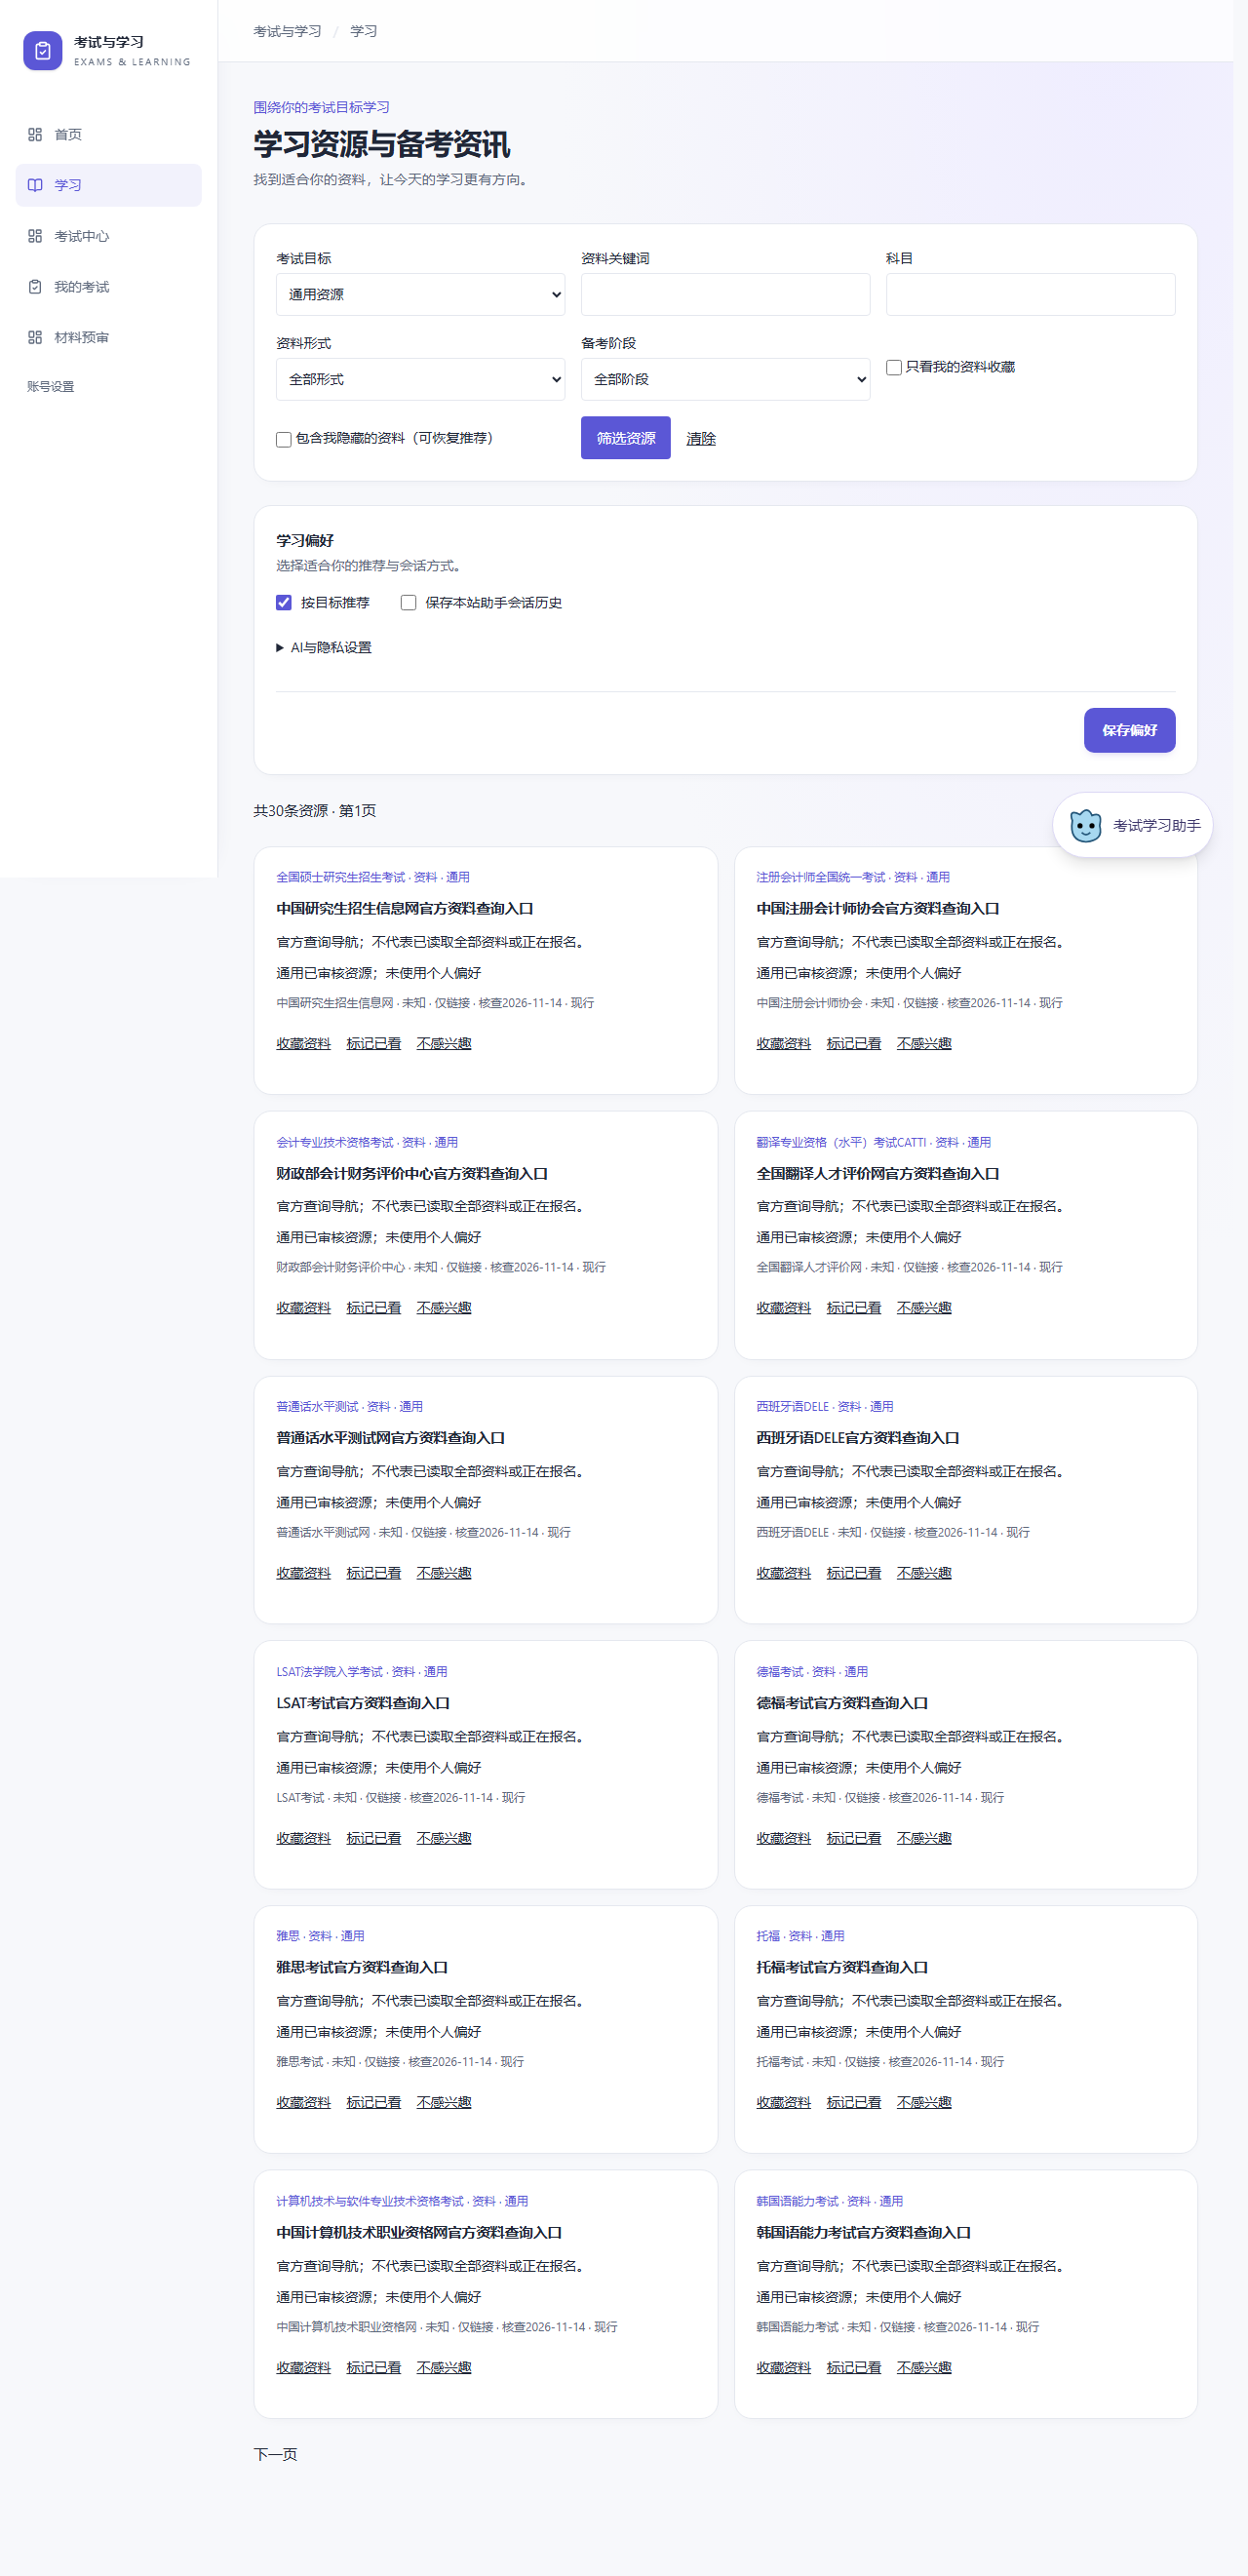 考试与学习
EXAMS & LEARNING
首页
学习
考试中心
我的考试
材料预审
账号设置
考试与学习 / 学习
围绕你的考试目标学习
学习资源与备考资讯
找到适合你的资料，让今天的学习更有方向。
考试目标
通用资源
资料关键词
科目
资料形式
全部形式
备考阶段
全部阶段
只看我的资料收藏
包含我隐藏的资料（可恢复推荐）
筛选资源
清除
学习偏好
选择适合你的推荐与会话方式。
按目标推荐
保存本站助手会话历史
AI与隐私设置
保存偏好
共30条资源 · 第1页
考试学习助手
全国硕士研究生招生考试 · 资料 · 通用
中国研究生招生信息网官方资料查询入口
官方查询导航；不代表已读取全部资料或正在报名。
通用已审核资源；未使用个人偏好
中国研究生招生信息网 · 未知 · 仅链接 · 核查2026-11-14 · 现行
收藏资料 标记已看 不感兴趣
注册会计师全国统一考试 · 资料 · 通用
中国注册会计师协会官方资料查询入口
官方查询导航；不代表已读取全部资料或正在报名。
通用已审核资源；未使用个人偏好
中国注册会计师协会 · 未知 · 仅链接 · 核查2026-11-14 · 现行
收藏资料 标记已看 不感兴趣
会计专业技术资格考试 · 资料 · 通用
财政部会计财务评价中心官方资料查询入口
官方查询导航；不代表已读取全部资料或正在报名。
通用已审核资源；未使用个人偏好
财政部会计财务评价中心 · 未知 · 仅链接 · 核查2026-11-14 · 现行
收藏资料 标记已看 不感兴趣
翻译专业资格（水平）考试CATTI · 资料 · 通用
全国翻译人才评价网官方资料查询入口
官方查询导航；不代表已读取全部资料或正在报名。
通用已审核资源；未使用个人偏好
全国翻译人才评价网 · 未知 · 仅链接 · 核查2026-11-14 · 现行
收藏资料 标记已看 不感兴趣
普通话水平测试 · 资料 · 通用
普通话水平测试网官方资料查询入口
官方查询导航；不代表已读取全部资料或正在报名。
通用已审核资源；未使用个人偏好
普通话水平测试网 · 未知 · 仅链接 · 核查2026-11-14 · 现行
收藏资料 标记已看 不感兴趣
西班牙语DELE · 资料 · 通用
西班牙语DELE官方资料查询入口
官方查询导航；不代表已读取全部资料或正在报名。
通用已审核资源；未使用个人偏好
西班牙语DELE · 未知 · 仅链接 · 核查2026-11-14 · 现行
收藏资料 标记已看 不感兴趣
LSAT法学院入学考试 · 资料 · 通用
LSAT考试官方资料查询入口
官方查询导航；不代表已读取全部资料或正在报名。
通用已审核资源；未使用个人偏好
LSAT考试 · 未知 · 仅链接 · 核查2026-11-14 · 现行
收藏资料 标记已看 不感兴趣
德福考试 · 资料 · 通用
德福考试官方资料查询入口
官方查询导航；不代表已读取全部资料或正在报名。
通用已审核资源；未使用个人偏好
德福考试 · 未知 · 仅链接 · 核查2026-11-14 · 现行
收藏资料 标记已看 不感兴趣
雅思 · 资料 · 通用
雅思考试官方资料查询入口
官方查询导航；不代表已读取全部资料或正在报名。
通用已审核资源；未使用个人偏好
雅思考试 · 未知 · 仅链接 · 核查2026-11-14 · 现行
收藏资料 标记已看 不感兴趣
托福 · 资料 · 通用
托福考试官方资料查询入口
官方查询导航；不代表已读取全部资料或正在报名。
通用已审核资源；未使用个人偏好
托福考试 · 未知 · 仅链接 · 核查2026-11-14 · 现行
收藏资料 标记已看 不感兴趣
计算机技术与软件专业技术资格考试 · 资料 · 通用
中国计算机技术职业资格网官方资料查询入口
官方查询导航；不代表已读取全部资料或正在报名。
通用已审核资源；未使用个人偏好
中国计算机技术职业资格网 · 未知 · 仅链接 · 核查2026-11-14 · 现行
收藏资料 标记已看 不感兴趣
韩国语能力考试 · 资料 · 通用
韩国语能力考试官方资料查询入口
官方查询导航；不代表已读取全部资料或正在报名。
通用已审核资源；未使用个人偏好
韩国语能力考试 · 未知 · 仅链接 · 核查2026-11-14 · 现行
收藏资料 标记已看 不感兴趣
下一页